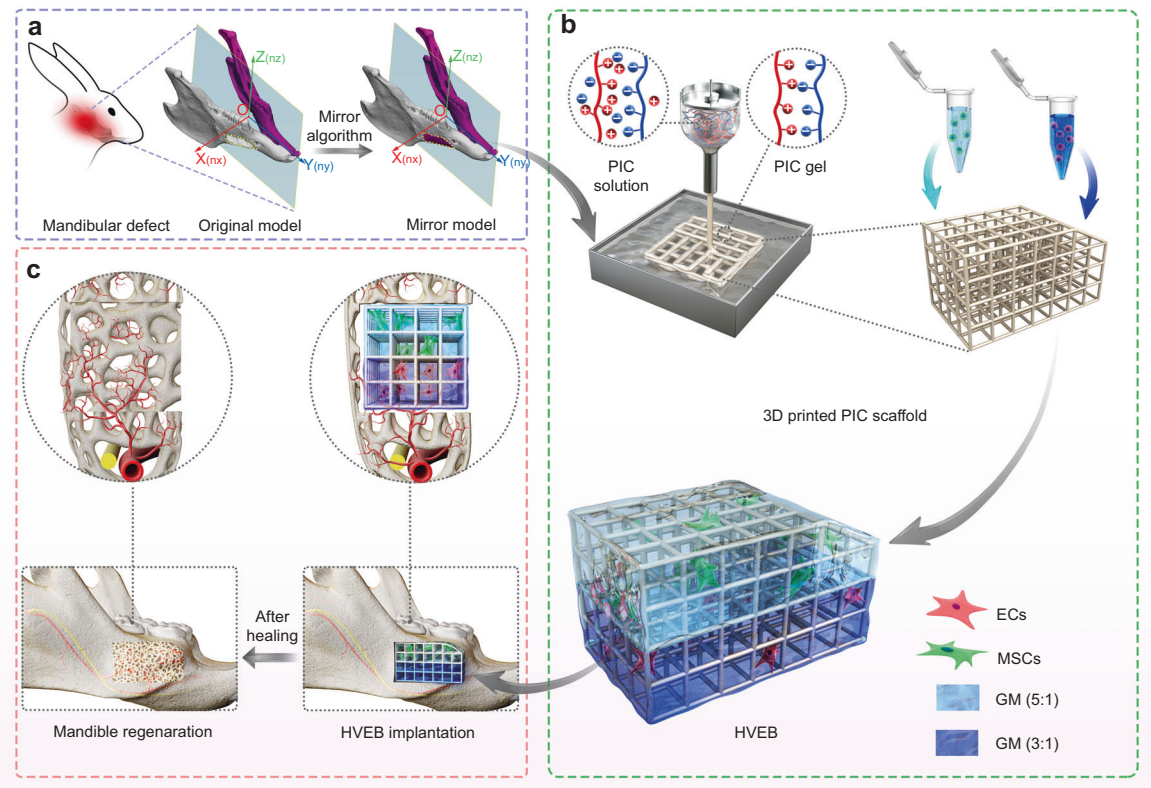 a
Z(nz)
O
X(nx)
Y(ny)
Mirror
algorithm
Z(nz)
O
X(nx)
Y(ny)
Mandibular defect
Original model
Mirror model
b
PIC
solution
PIC gel
3D printed PIC scaffold
HVEB
ECs
MSCs
GM (5:1)
GM (3:1)
c
After
healing
Mandible regenaration
HVEB implantation